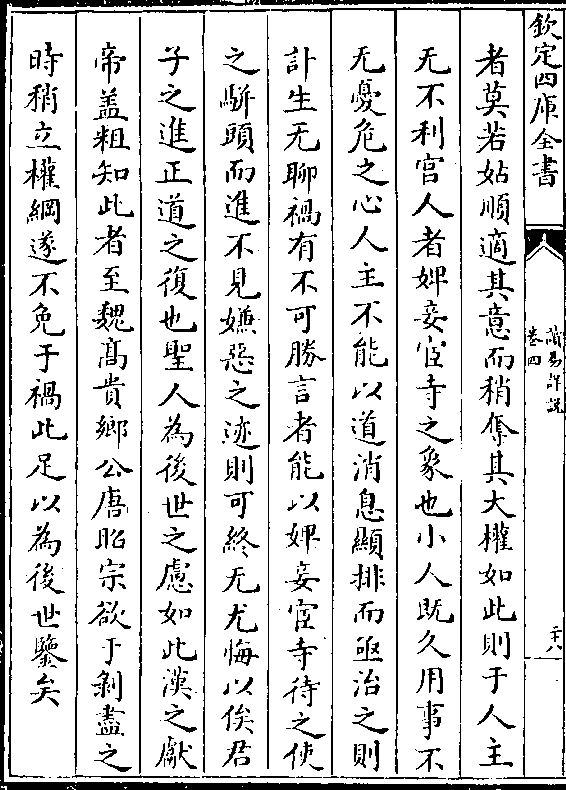 欽定四庫全書
讀易詳說
卷四
二十八
者莫若姑順適其意而稍奪其大權如此則于人主
无不利宫人者婢妾宦寺之象也小人既久用事不
无憂危之心人主不能以道消息顯排而亟治之則
計生无聊禍有不可勝言者能以婢妾宦寺待之使
之駢頭而進不見嫌惡之迹則可終无尤悔以俟君
子之進正道之復也聖人為後世之慮如此漢之獻
帝蓋粗知此者至魏髙貴鄉公唐昭宗欲于剝盡之
時稍立權綱遂不免于禍此足以為後世鑒矣